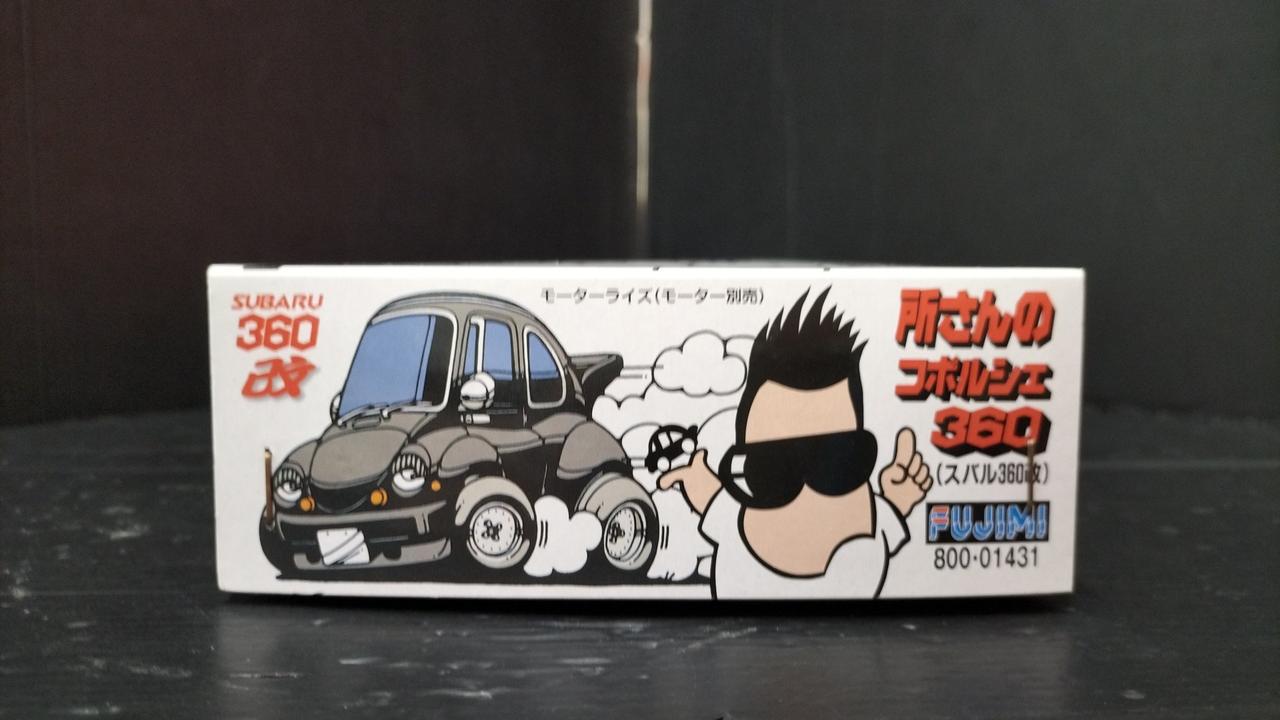 SUBARU
360
改
モーターライズ(モーター別売)
所さんの
コポルシェ
360
(スバル360改)
FUJIMI
800・01431